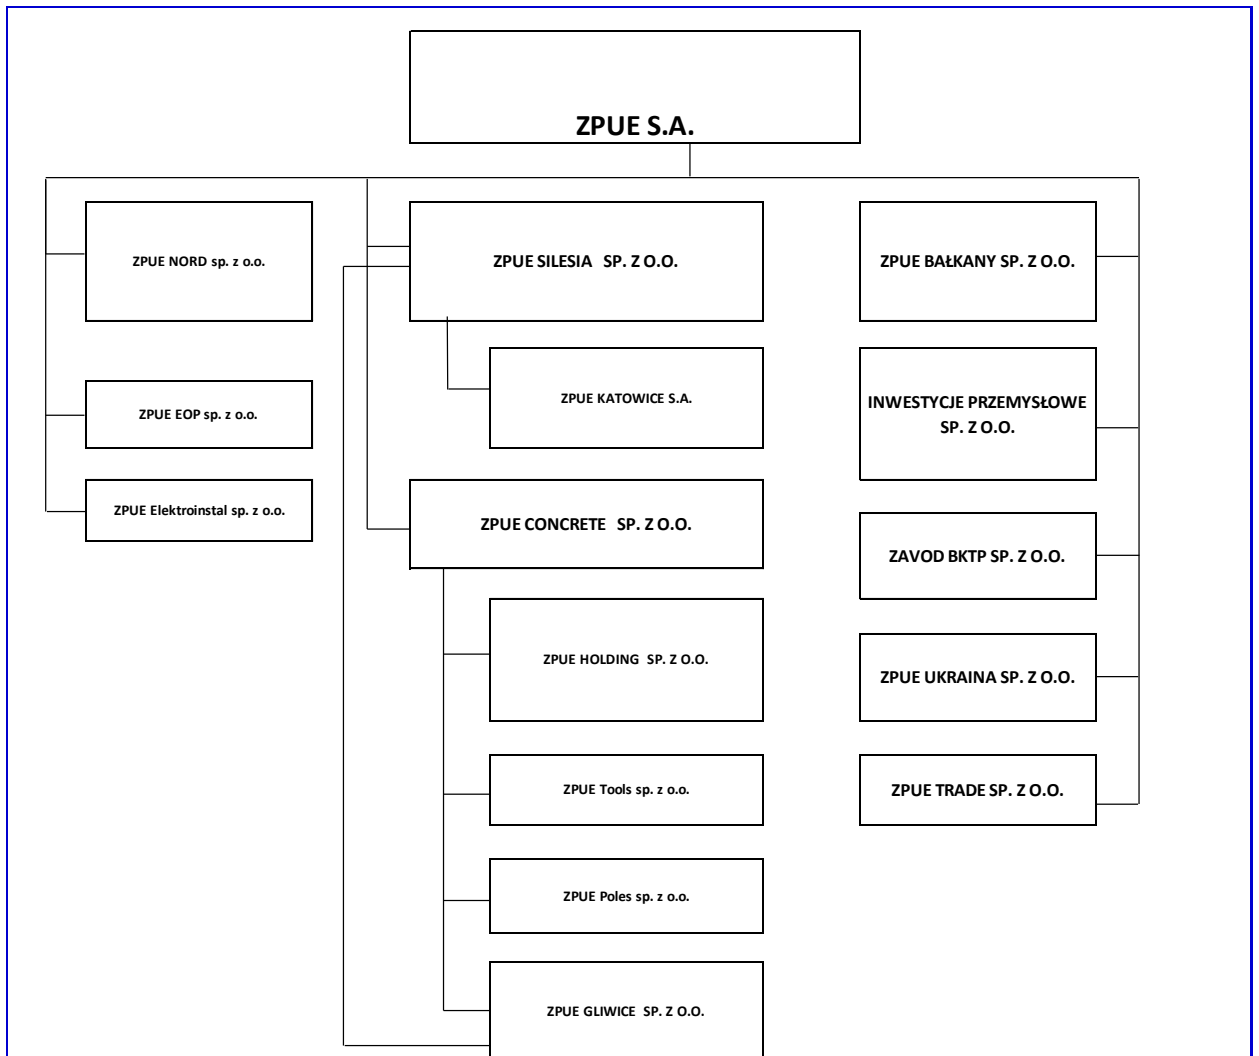 ZPUE S.A.
ZPUE NORD sp. z o.o.
ZPUE EOP sp. z o.o.
ZPUE Elektroinstal sp. z o.o.
ZPUE SILESIA SP. Z O.O.
ZPUE KATOWICE S.A.
ZPUE CONCRETE SP. Z O.O.
ZPUE HOLDING SP. Z O.O.
ZPUE Tools sp. z o.o.
ZPUE Poles sp. z o.o.
ZPUE GLIWICE SP. Z O.O.
ZPUE BAŁKANY SP. Z O.O.
INWESTYCJE PRZEMYSŁOWE
SP. Z O.O.
ZAVOD BKTP SP. Z O.O.
ZPUE UKRAINA SP. Z O.O.
ZPUE TRADE SP. Z O.O.